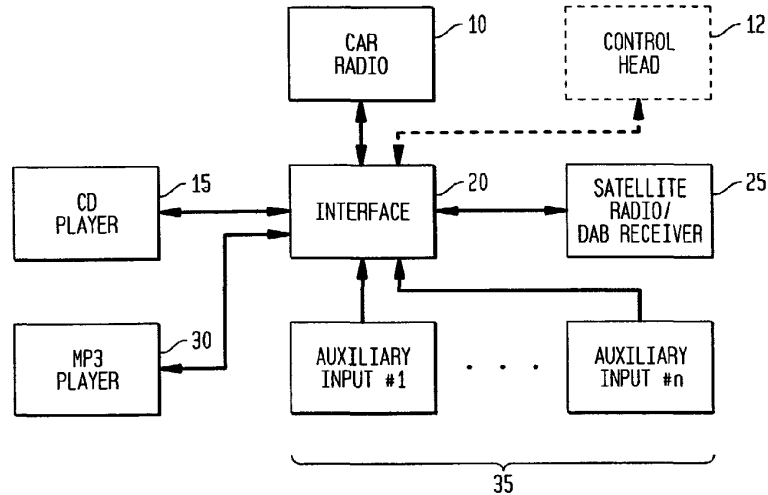 CAR
RADIO
10
CONTROL
HEAD
12
CD
PLAYER
15
INTERFACE
20
SATELLITE
RADIO/
DAB RECEIVER
25
MP3
PLAYER
30
AUXILIARY
INPUT #1
. . .
AUXILIARY
INPUT #n
35